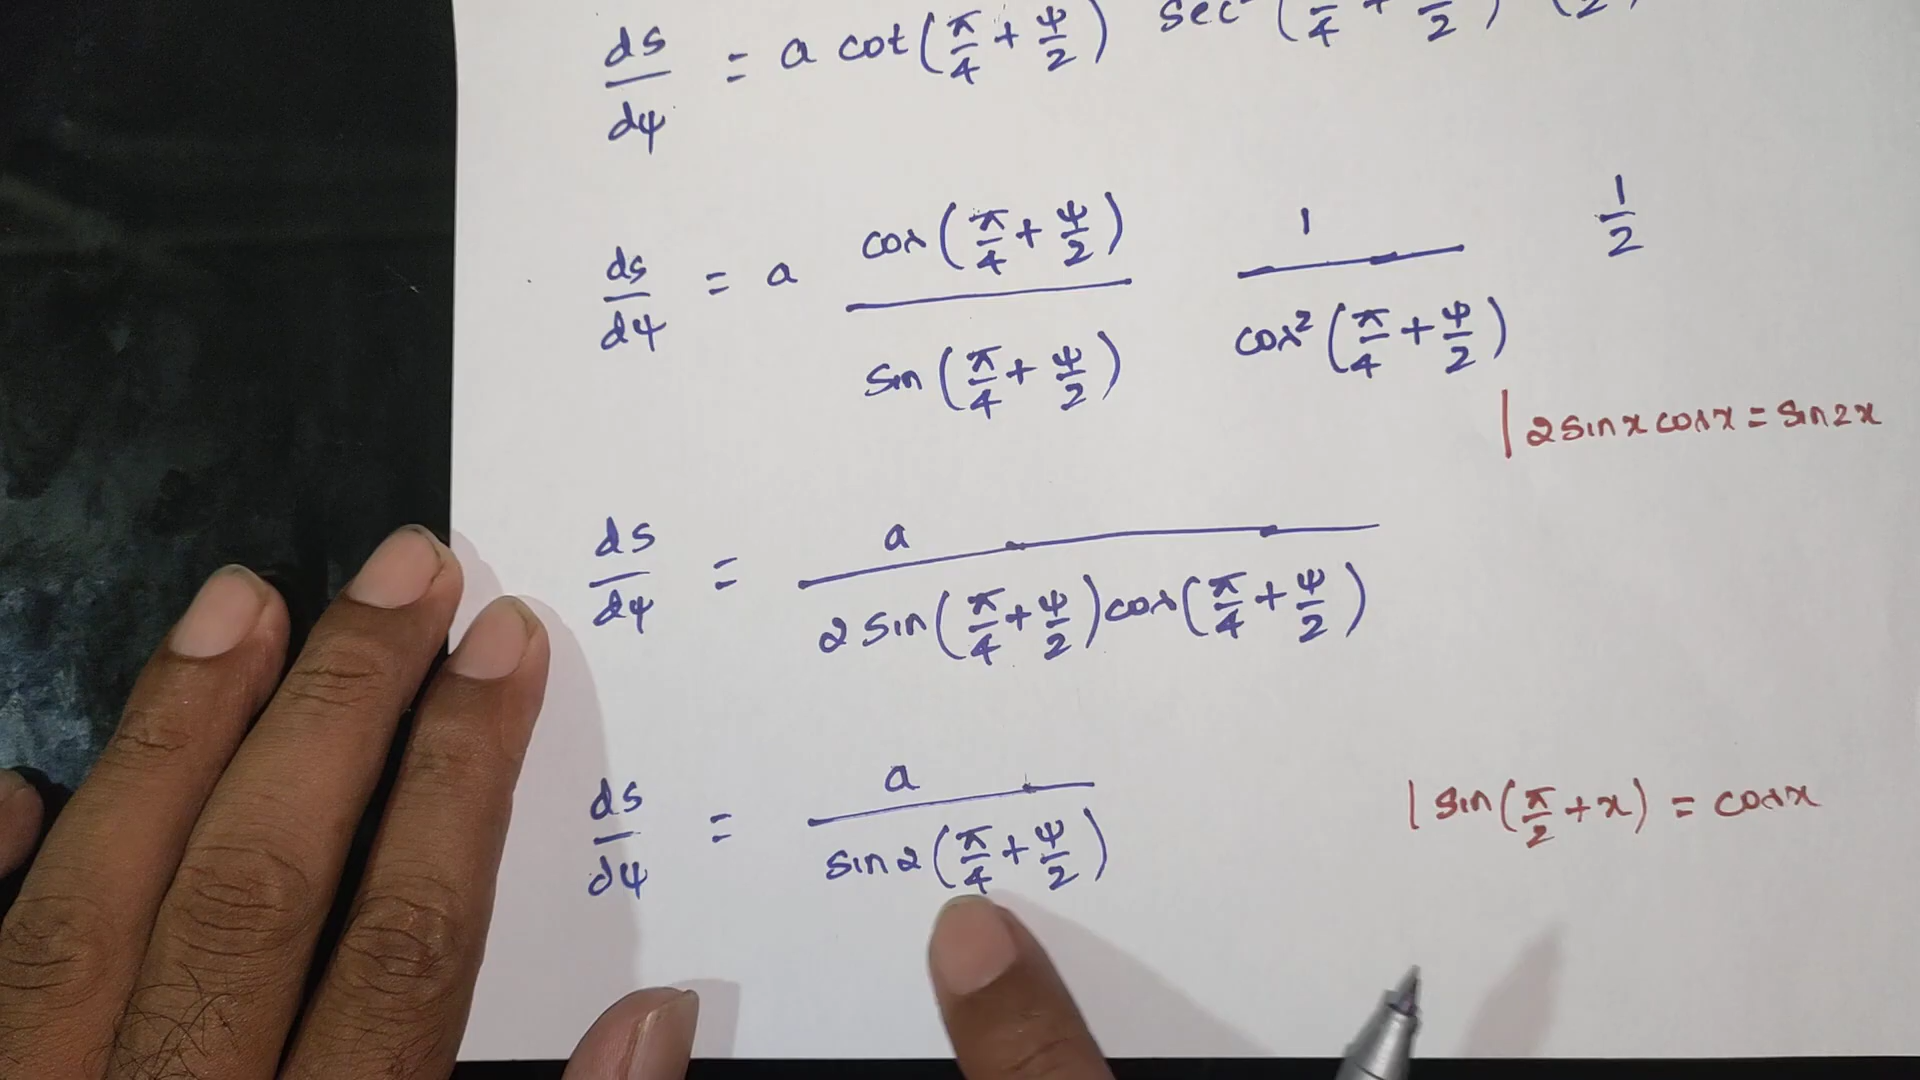 ds/dψ = a cot(π/4 + ψ/2) sec²(π/4 + ψ/2) (1/2)
ds/dψ = a cos(π/4 + ψ/2) / sin(π/4 + ψ/2) 1 / cos²(π/4 + ψ/2) 1/2
| 2 sin x cos x = sin 2x
ds/dψ = a / 2 sin(π/4 + ψ/2) cos(π/4 + ψ/2)
ds/dψ = a / sin 2(π/4 + ψ/2)
| sin(π/2 + x) = cos x